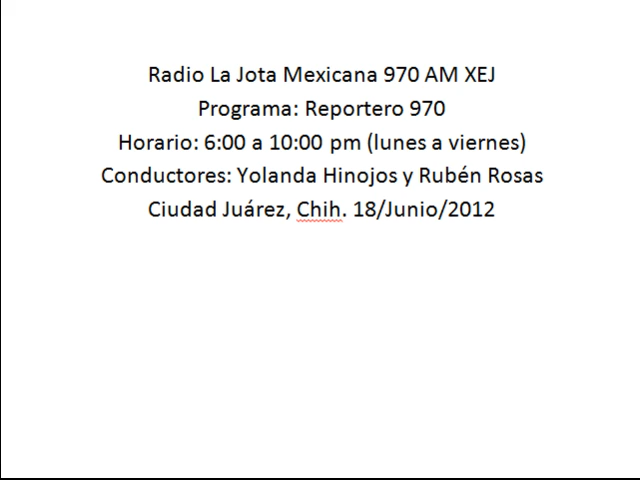 Radio La Jota Mexicana 970 AM XEJ
Programa: Reportero 970
Horario: 6:00 a 10:00 pm (lunes a viernes)
Conductores: Yolanda Hinojos y Rubén Rosas
Ciudad Juárez, Chih. 18/Junio/2012